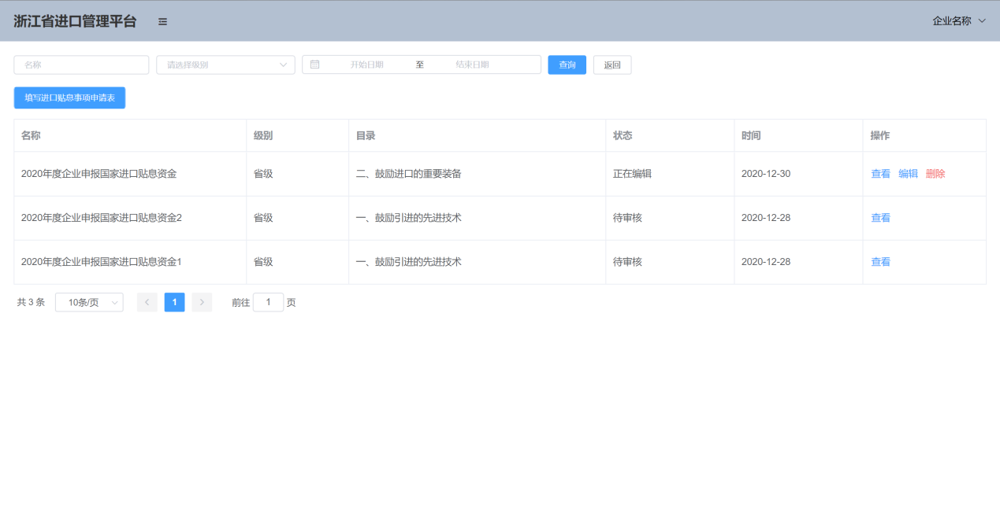 浙江省进口管理平台 企业名称
名称 请选择级别 开始日期 至 结束日期 查询 返回
填写进口贴息事项申请表
名称 级别 目录 状态 时间 操作
2020年度企业申报国家进口贴息资金 省级 二、鼓励进口的重要装备 正在编辑 2020-12-30 查看 编辑 删除
2020年度企业申报国家进口贴息资金2 省级 一、鼓励引进的先进技术 待审核 2020-12-28 查看
2020年度企业申报国家进口贴息资金1 省级 一、鼓励引进的先进技术 待审核 2020-12-28 查看
共 3 条 10条/页 1 前往 1 页